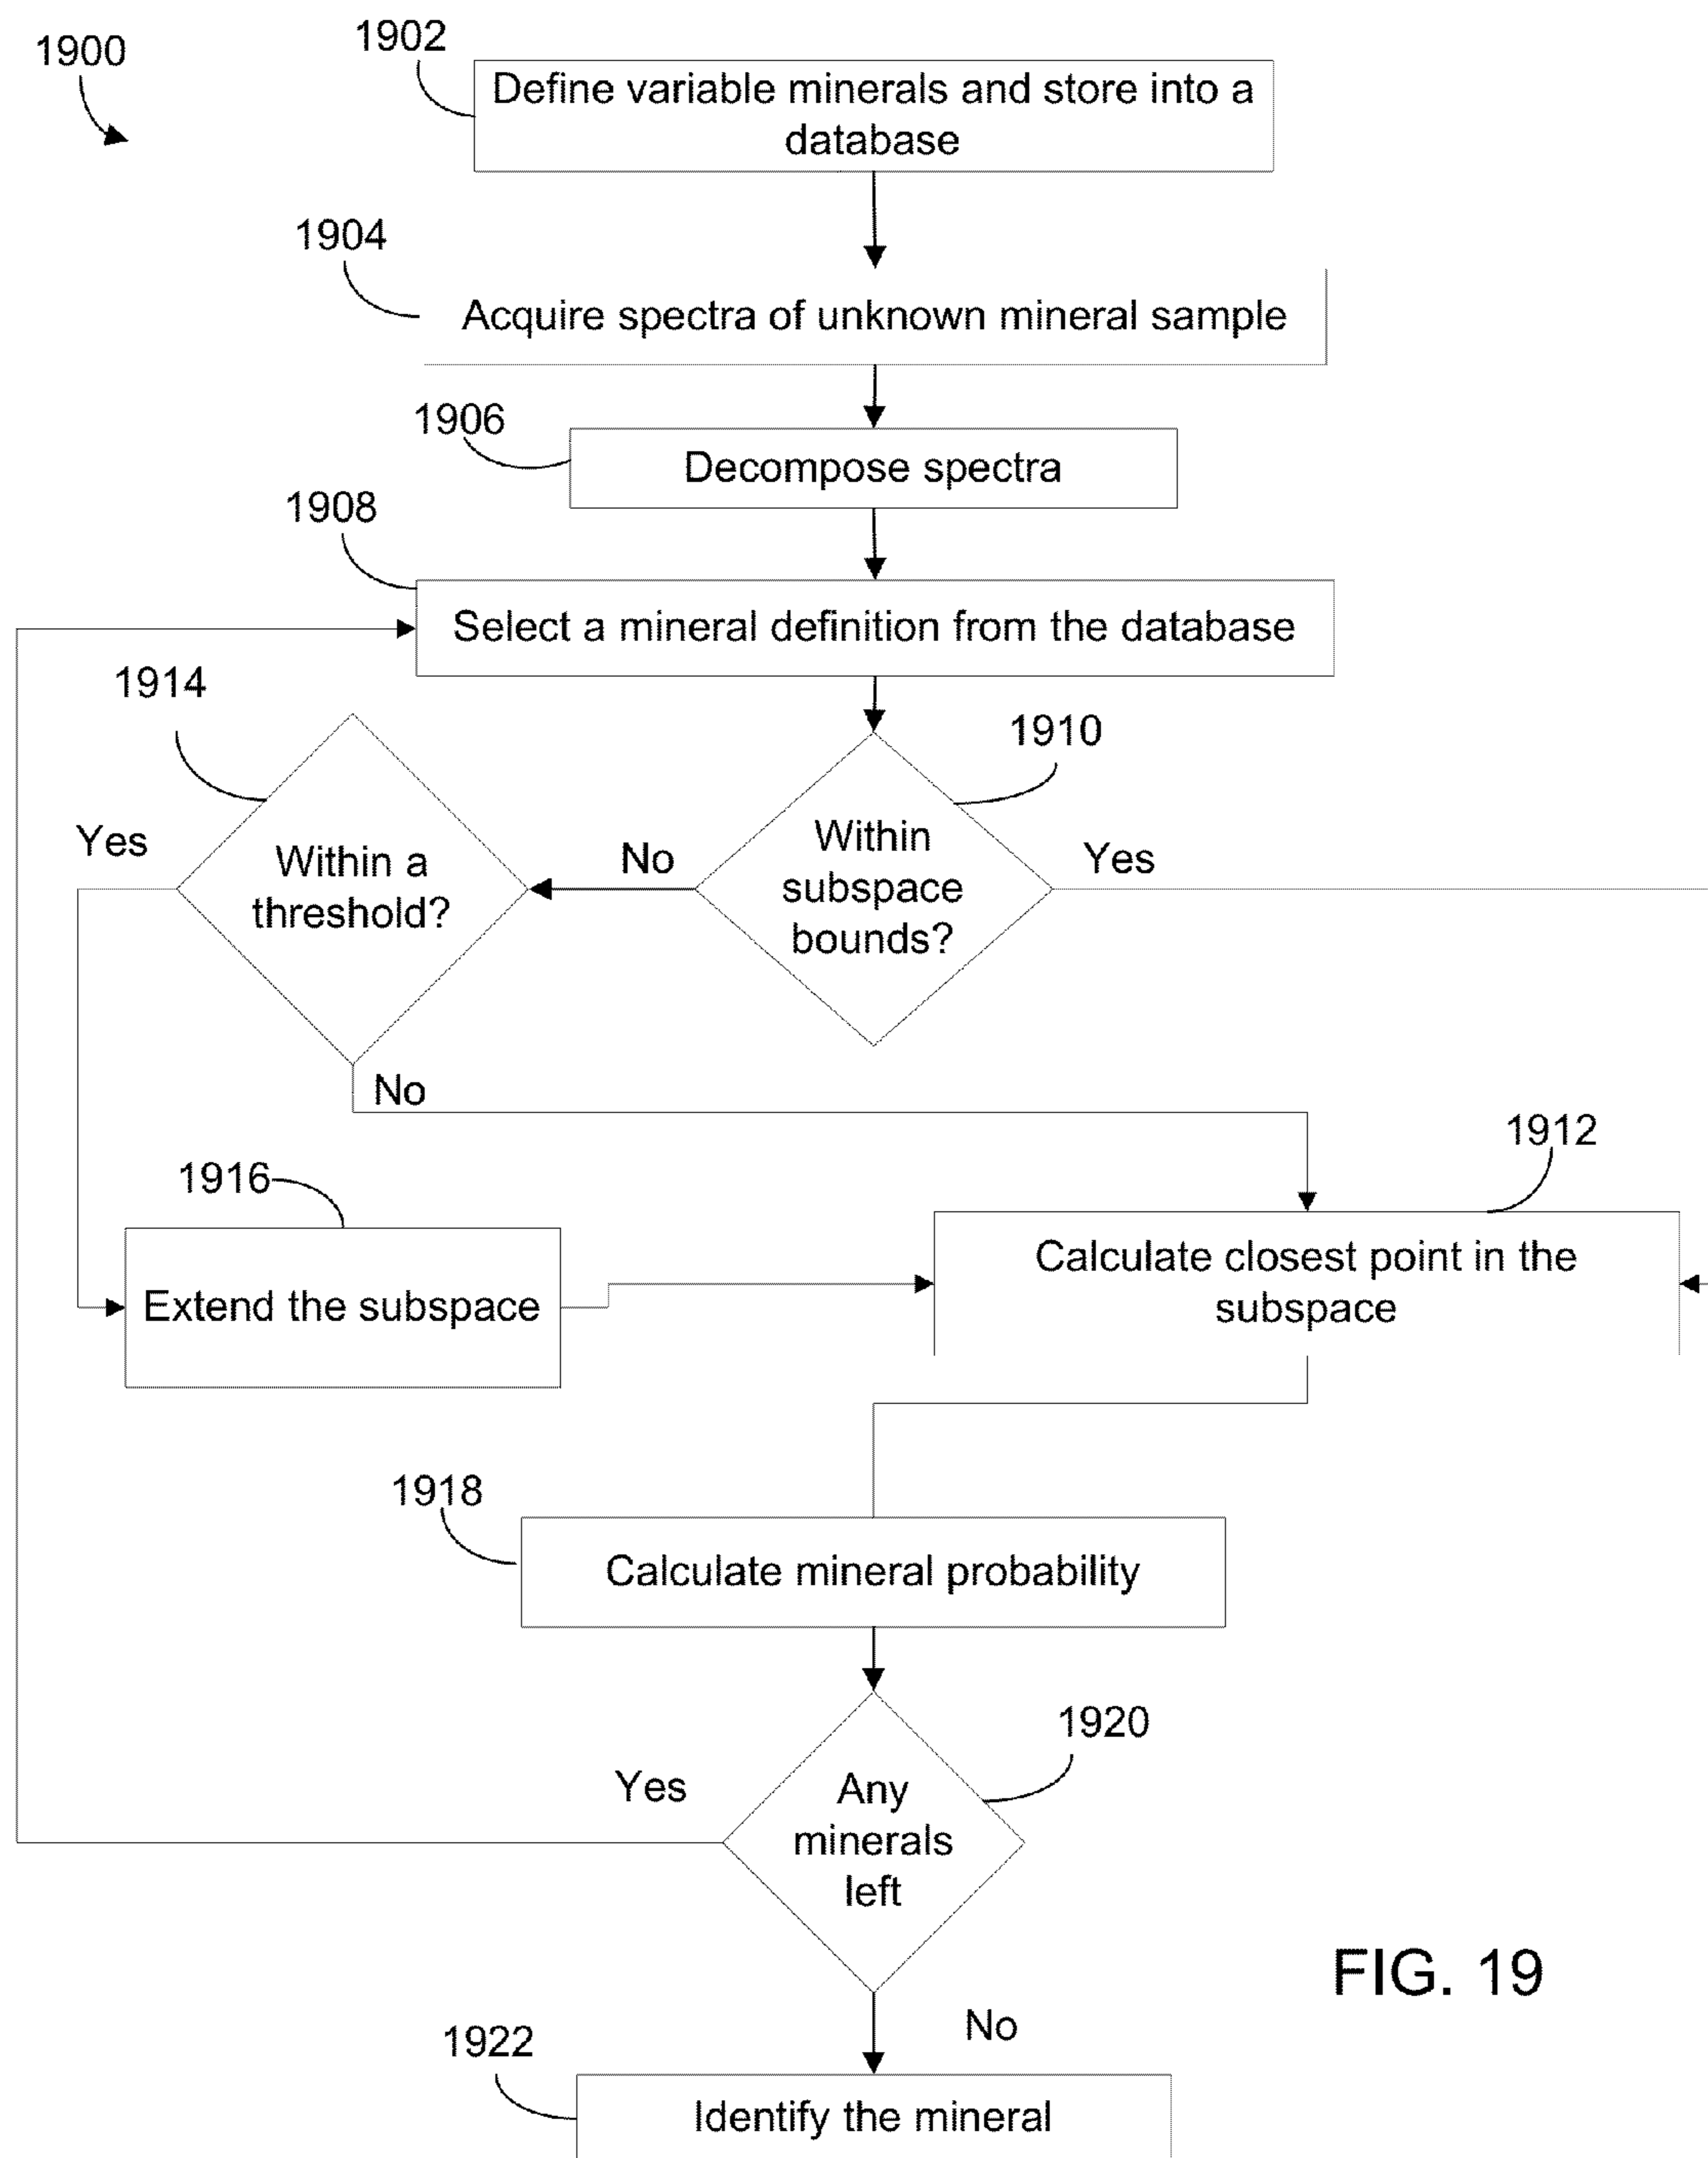 1900
1902
Define variable minerals and store into a
database
1904
Acquire spectra of unknown mineral sample
1906
Decompose spectra
1908
Select a mineral definition from the database
1914
1910
Yes
Within a
threshold?
No
Within
subspace
bounds?
Yes
No
1912
1916
Extend the subspace
Calculate closest point in the
subspace
1918
Calculate mineral probability
1920
Yes
Any
minerals
left
FIG. 19
No
1922
Identify the mineral